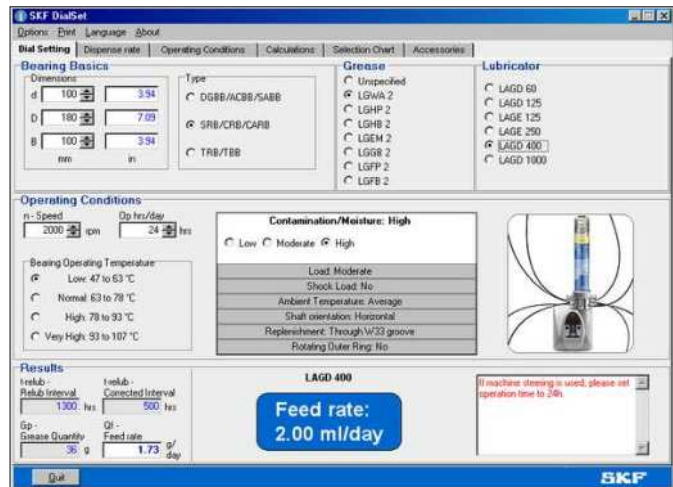 SKF DialSet
Options Print Language About
Dial Setting Dispense rate Operating Conditions Calculations Selection Chart Accessories
Bearing Basics
Dimensions
d 100 3.94
D 180 7.09
B 100 3.94
mm in
Type
DGBB/ACBB/SABB
SRB/CRB/CARB
TRB/TBB
Grease
Unspecified
LGWA 2
LGHP 2
LGHB 2
LGEM 2
LGGB 2
LGFP 2
LGFB 2
Lubricator
LAGD 60
LAGD 125
LAGE 125
LAGE 250
LAGD 400
LAGD 1000
Operating Conditions
n - Speed Op hrs/day
2000 rpm 24 hrs
Bearing Operating Temperature
Low: 47 to 63 °C
Normal: 63 to 78 °C
High: 78 to 93 °C
Very High: 93 to 107 °C
Contamination/Moisture: High
Low Moderate High
Load: Moderate
Shock Load: No
Ambient Temperature: Average
Shaft orientation: Horizontal
Replenishment: Through W33 groove
Rotating Outer Ring: No
Results
t-relub - t-relub -
Relub Interval Corrected Interval
1300 hrs 500 hrs
Gp - Qf -
Grease Quantity Feed rate
36 g 1.73 g/day
LAGD 400
Feed rate:
2.00 ml/day
If machine steering is used, please set
operation time to 24h.
Quit
SKF